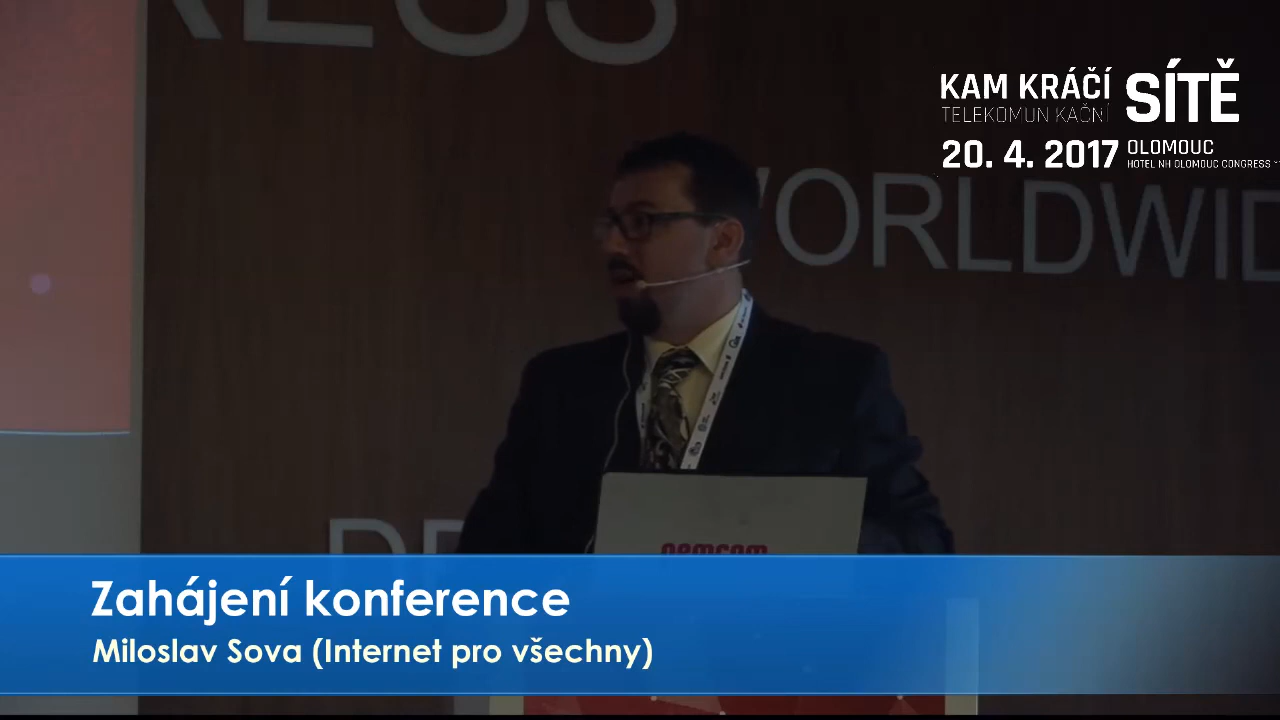 RESS
KAM KRÁČÍ SÍTĚ
TELEKOMUNIKAČNÍ
20. 4. 2017 OLOMOUC
HOTEL NH OLOMOUC CONGRESS
WORLDWID
Zahájení konference
Miloslav Sova (Internet pro všechny)